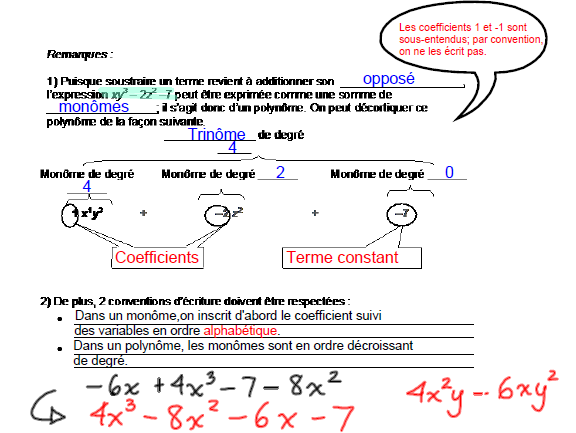 Les coefficients 1 et -1 sont
sous-entendus; par convention,
on ne les écrit pas.
Remarques :
1) Puisque soustraire un terme revient à additionner son opposé
l'expression xy³ – 2z² –7 peut être exprimée comme une somme de
monômes ; il s'agit donc d'un polynôme. On peut décortiquer ce
polynôme de la façon suivante.
Trinôme de degré
4
Monôme de degré Monôme de degré 2 Monôme de degré 0
4
1 x¹y³ + –2 z² + –7
Coefficients Terme constant
2) De plus, 2 conventions d'écriture doivent être respectées :
• Dans un monôme,on inscrit d'abord le coefficient suivi
des variables en ordre alphabétique.
• Dans un polynôme, les monômes sont en ordre décroissant
de degré.
–6x + 4x³ – 7 – 8x² 4x²y – 6xy²
4x³ – 8x² – 6x – 7